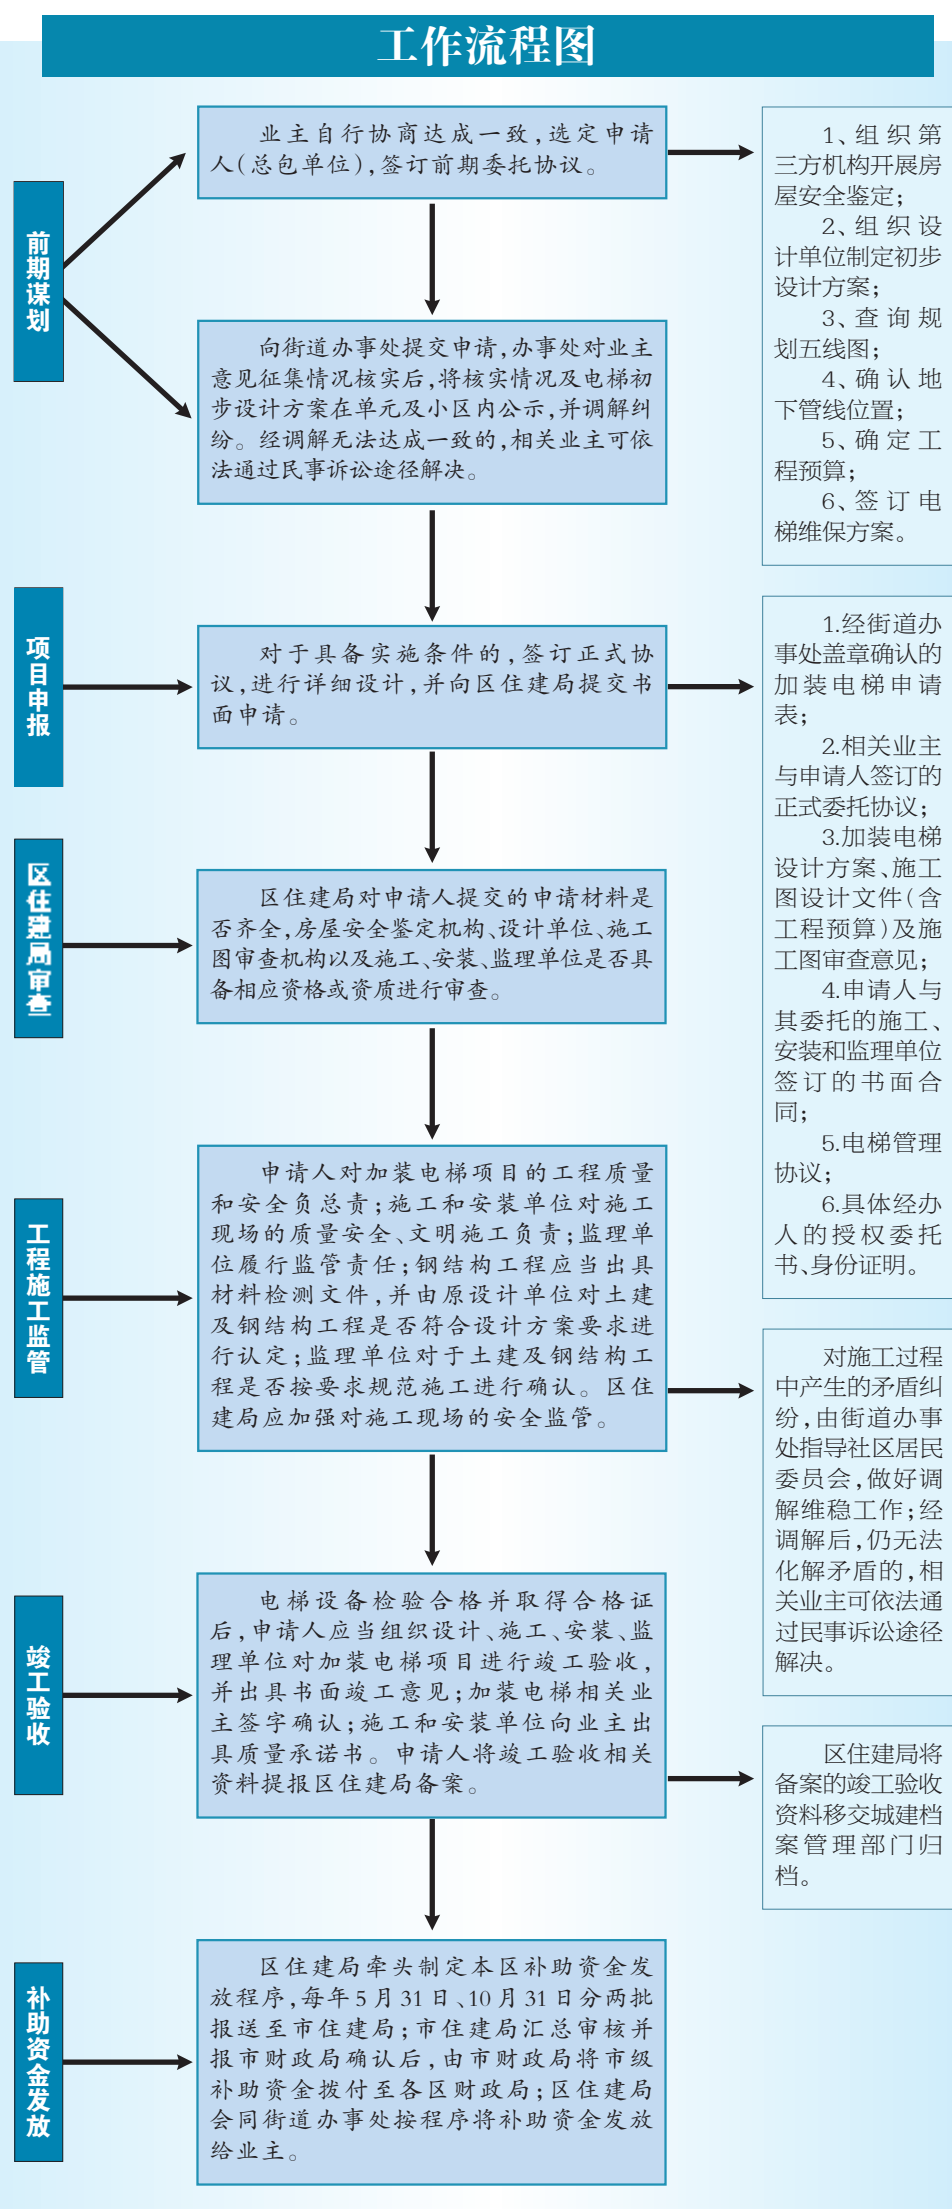 工作流程图
前期谋划
业主自行协商达成一致,选定申请
人(总包单位),签订前期委托协议。
1、组织第
三方机构开展房
屋安全鉴定;
2、组织设
计单位制定初步
设计方案;
3、查询规
划五线图;
4、确认地
下管线位置;
5、确定工
程预算;
6、签订电
梯维保方案。
向街道办事处提交申请,办事处对业主
意见征集情况核实后,将核实情况及电梯初
步设计方案在单元及小区内公示,并调解纠
纷。经调解无法达成一致的,相关业主可依
法通过民事诉讼途径解决。
项目申报
对于具备实施条件的,签订正式协
议,进行详细设计,并向区住建局提交书
面申请。
1.经街道办
事处盖章确认的
加装电梯申请
表;
2.相关业主
与申请人签订的
正式委托协议;
3.加装电梯
设计方案、施工
图设计文件(含
工程预算)及施
工图审查意见;
4.申请人与
其委托的施工、
安装和监理单位
签订的书面合
同;
5.电梯管理
协议;
6.具体经办
人的授权委托
书、身份证明。
区住建局审查
区住建局对申请人提交的申请材料是
否齐全,房屋安全鉴定机构、设计单位、施工
图审查机构以及施工、安装、监理单位是否具
备相应资格或资质进行审查。
工程施工监管
申请人对加装电梯项目的工程质量
和安全负总责;施工和安装单位对施工
现场的质量安全、文明施工负责;监理单
位履行监管责任;钢结构工程应当出具
材料检测文件,并由原设计单位对土建
及钢结构工程是否符合设计方案要求进
行认定;监理单位对于土建及钢结构工
程是否按要求规范施工进行确认。区住
建局应加强对施工现场的安全监管。
对施工过程
中产生的矛盾纠
纷,由街道办事
处指导社区居民
委员会,做好调
解维稳工作;经
调解后,仍无法
化解矛盾的,相
关业主可依法通
过民事诉讼途径
解决。
竣工验收
电梯设备检验合格并取得合格证
后,申请人应当组织设计、施工、安装、监
理单位对加装电梯项目进行竣工验收,
并出具书面竣工意见;加装电梯相关业
主签字确认;施工和安装单位向业主出
具质量承诺书。申请人将竣工验收相关
资料提报区住建局备案。
区住建局将
备案的竣工验收
资料移交城建档
案管理部门归
档。
补助资金发放
区住建局牵头制定本区补助资金发
放程序,每年5月31日、10月31日分两批
报送至市住建局;市住建局汇总审核并
报市财政局确认后,由市财政局将市级
补助资金拨付至各区财政局;区住建局
会同街道办事处按程序将补助资金发放
给业主。